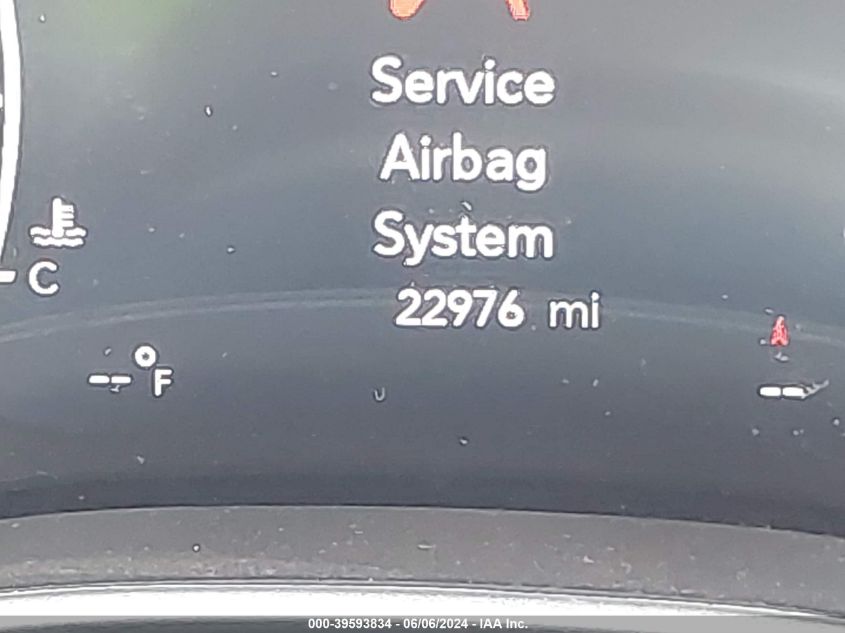 Service
Airbag
System
22976 mi
C
-- °F
--
000-39593834 - 06/06/2024 - IAA Inc.